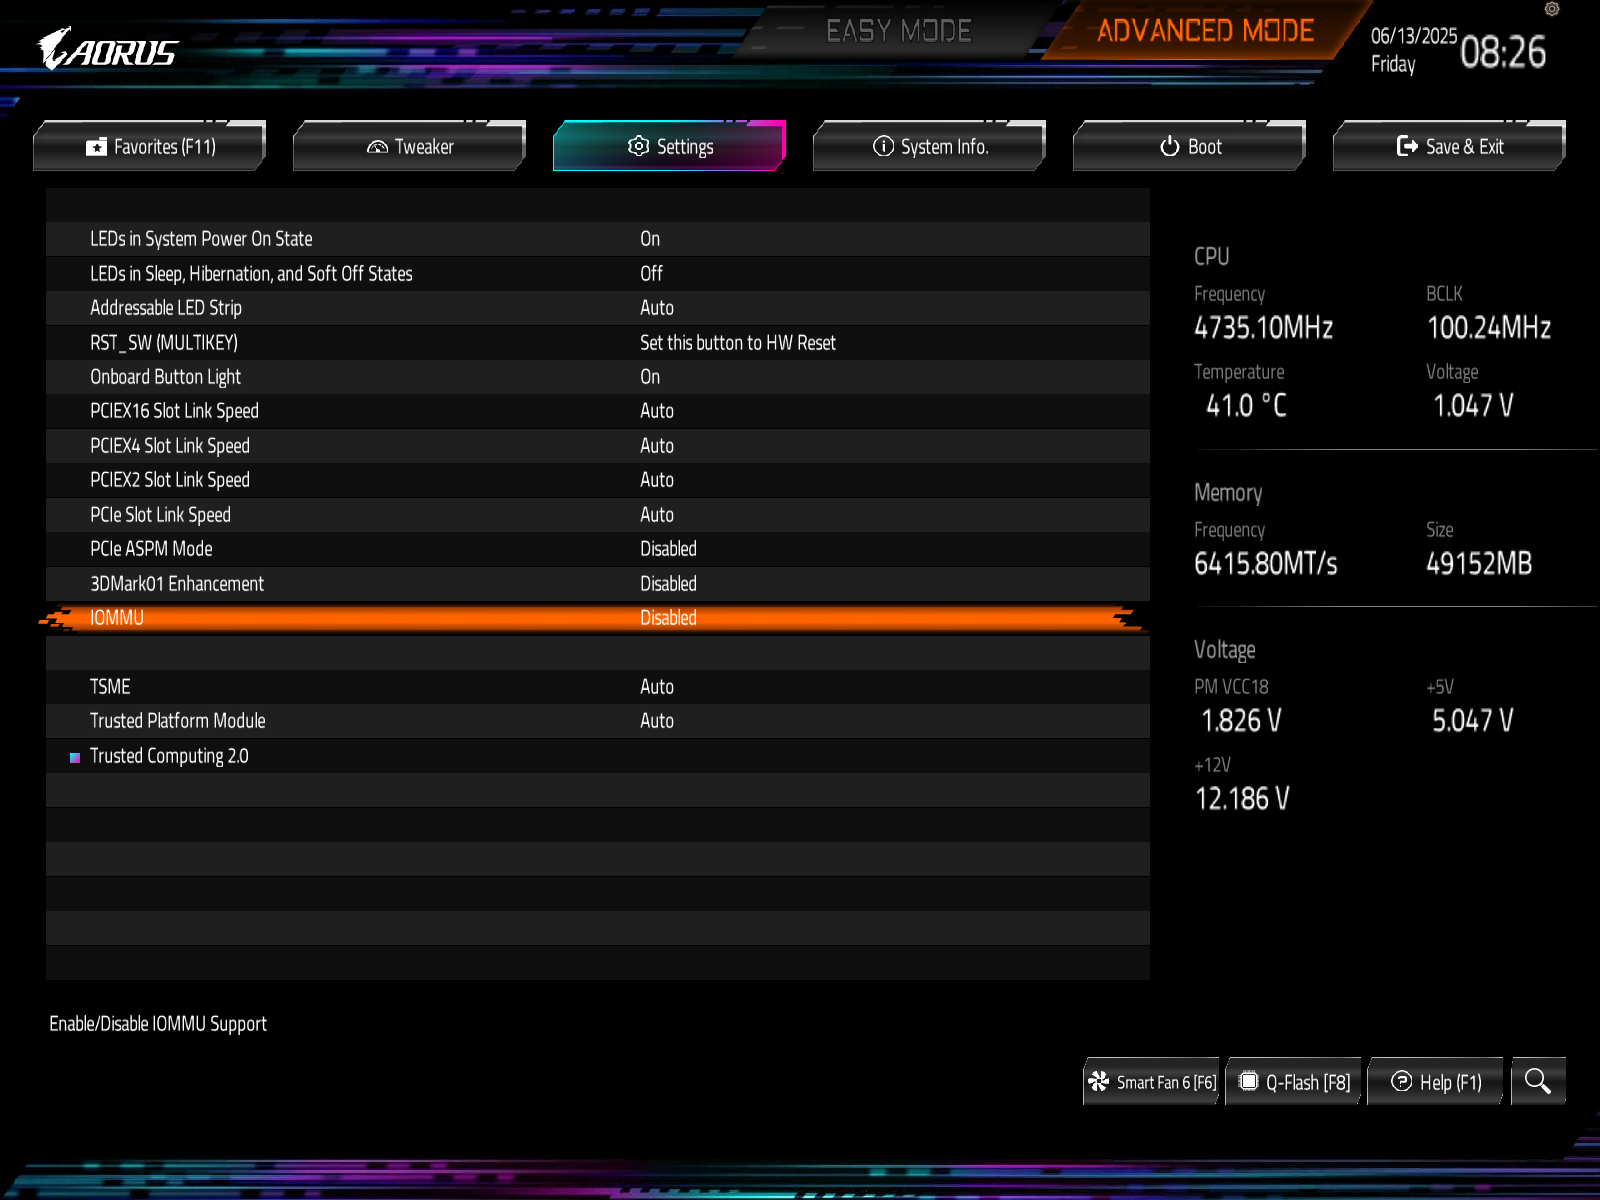 AORUS
EASY MODE
ADVANCED MODE
06/13/2025
Friday
08:26
Favorites (F11)
Tweaker
Settings
System Info.
Boot
Save & Exit
LEDs in System Power On State On
LEDs in Sleep, Hibernation, and Soft Off States Off
Addressable LED Strip Auto
RST_SW (MULTIKEY) Set this button to HW Reset
Onboard Button Light On
PCIEX16 Slot Link Speed Auto
PCIEX4 Slot Link Speed Auto
PCIEX2 Slot Link Speed Auto
PCIe Slot Link Speed Auto
PCIe ASPM Mode Disabled
3DMark01 Enhancement Disabled
IOMMU Disabled
TSME Auto
Trusted Platform Module Auto
Trusted Computing 2.0
CPU
Frequency BCLK
4735.10MHz 100.24MHz
Temperature Voltage
41.0 °C 1.047 V
Memory
Frequency Size
6415.80MT/s 49152MB
Voltage
PM VCC18 +5V
1.826 V 5.047 V
+12V
12.186 V
Enable/Disable IOMMU Support
Smart Fan 6 [F6]
Q-Flash [F8]
Help (F1)